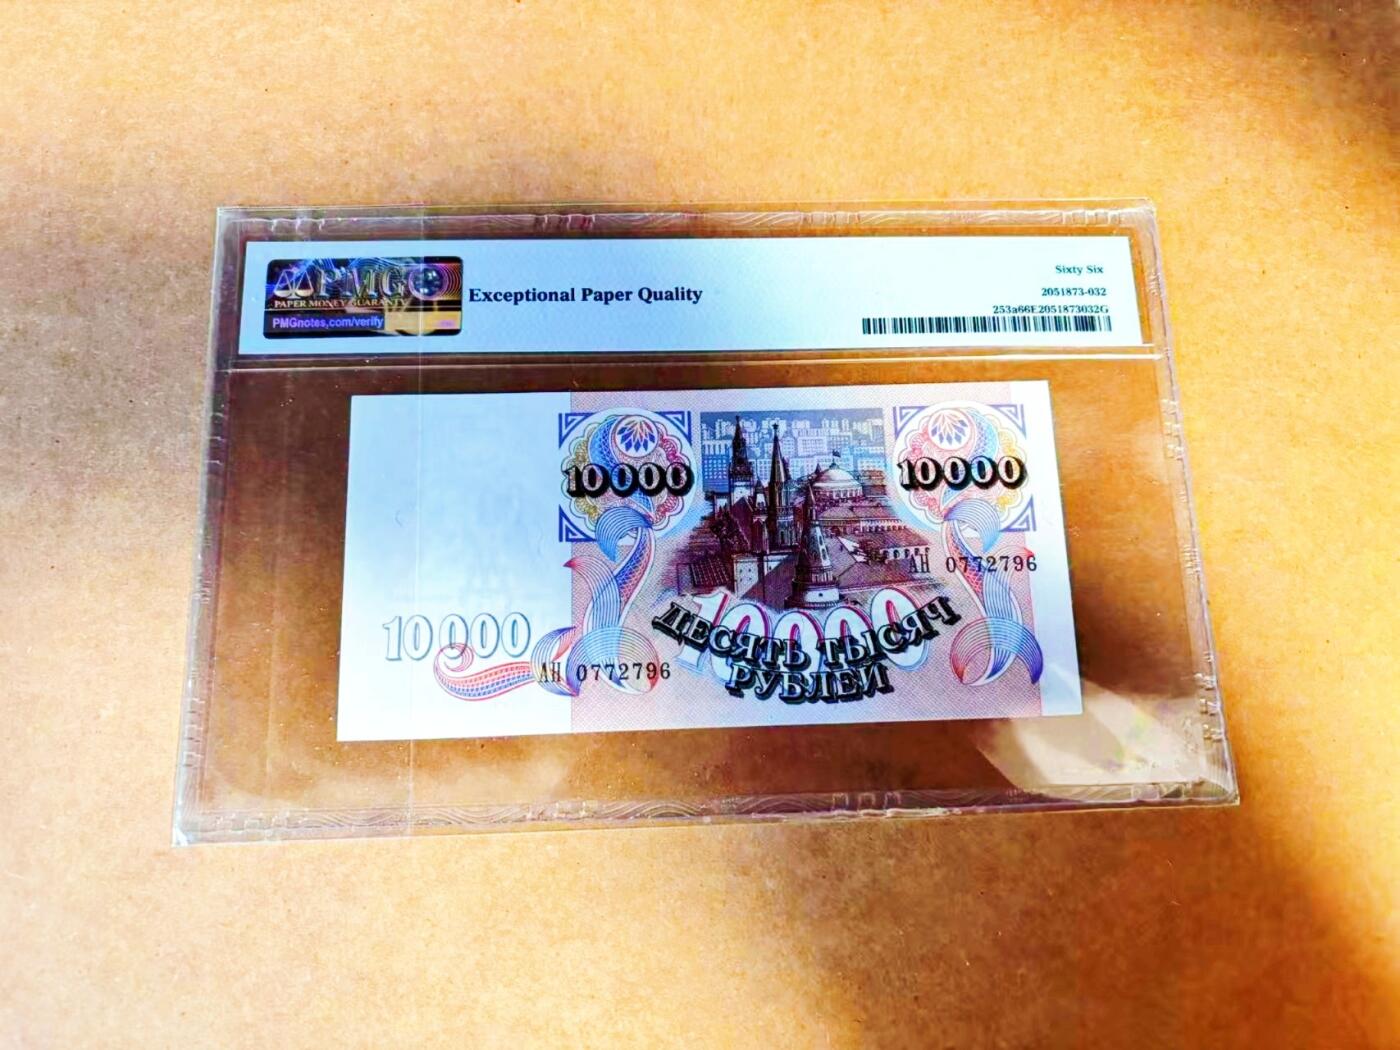 PMG
PAPER MONEY GUARANTY
PMGnotes.com/verify
Exceptional Paper Quality
Sixty Six
2051873-032
253a66E2051873032G
10000
10000
АН 0772796
10000
10000
АН 0772796
ДЕСЯТЬ ТЫСЯЧ
РУБЛЕЙ